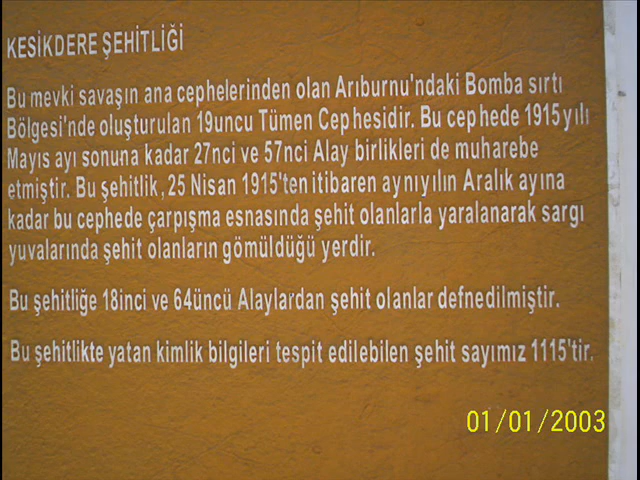 KESİKDERE ŞEHİTLİĞİ
Bu mevki savaşın ana cephelerinden olan Arıburnu'ndaki Bomba sırtı
Bölgesi'nde oluşturulan 19uncu Tümen Cephesidir. Bu cephede 1915 yılı
Mayıs ayı sonuna kadar 27nci ve 57nci Alay birlikleri de muharebe
etmiştir. Bu şehitlik, 25 Nisan 1915'ten itibaren aynıyılın Aralık ayına
kadar bu cephede çarpışma esnasında şehit olanlarla yaralanarak sargı
yuvalarında şehit olanların gömüldüğü yerdir.
Bu şehitliğe 18inci ve 64üncü Alaylardan şehit olanlar defnedilmiştir.
Bu şehitlikte yatan kimlik bilgileri tespit edilebilen şehit sayımız 1115'tir.
01/01/2003